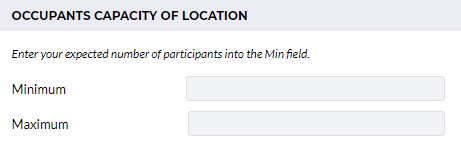 OCCUPANTS CAPACITY OF LOCATION
Enter your expected number of participants into the Min field.
Minimum
Maximum